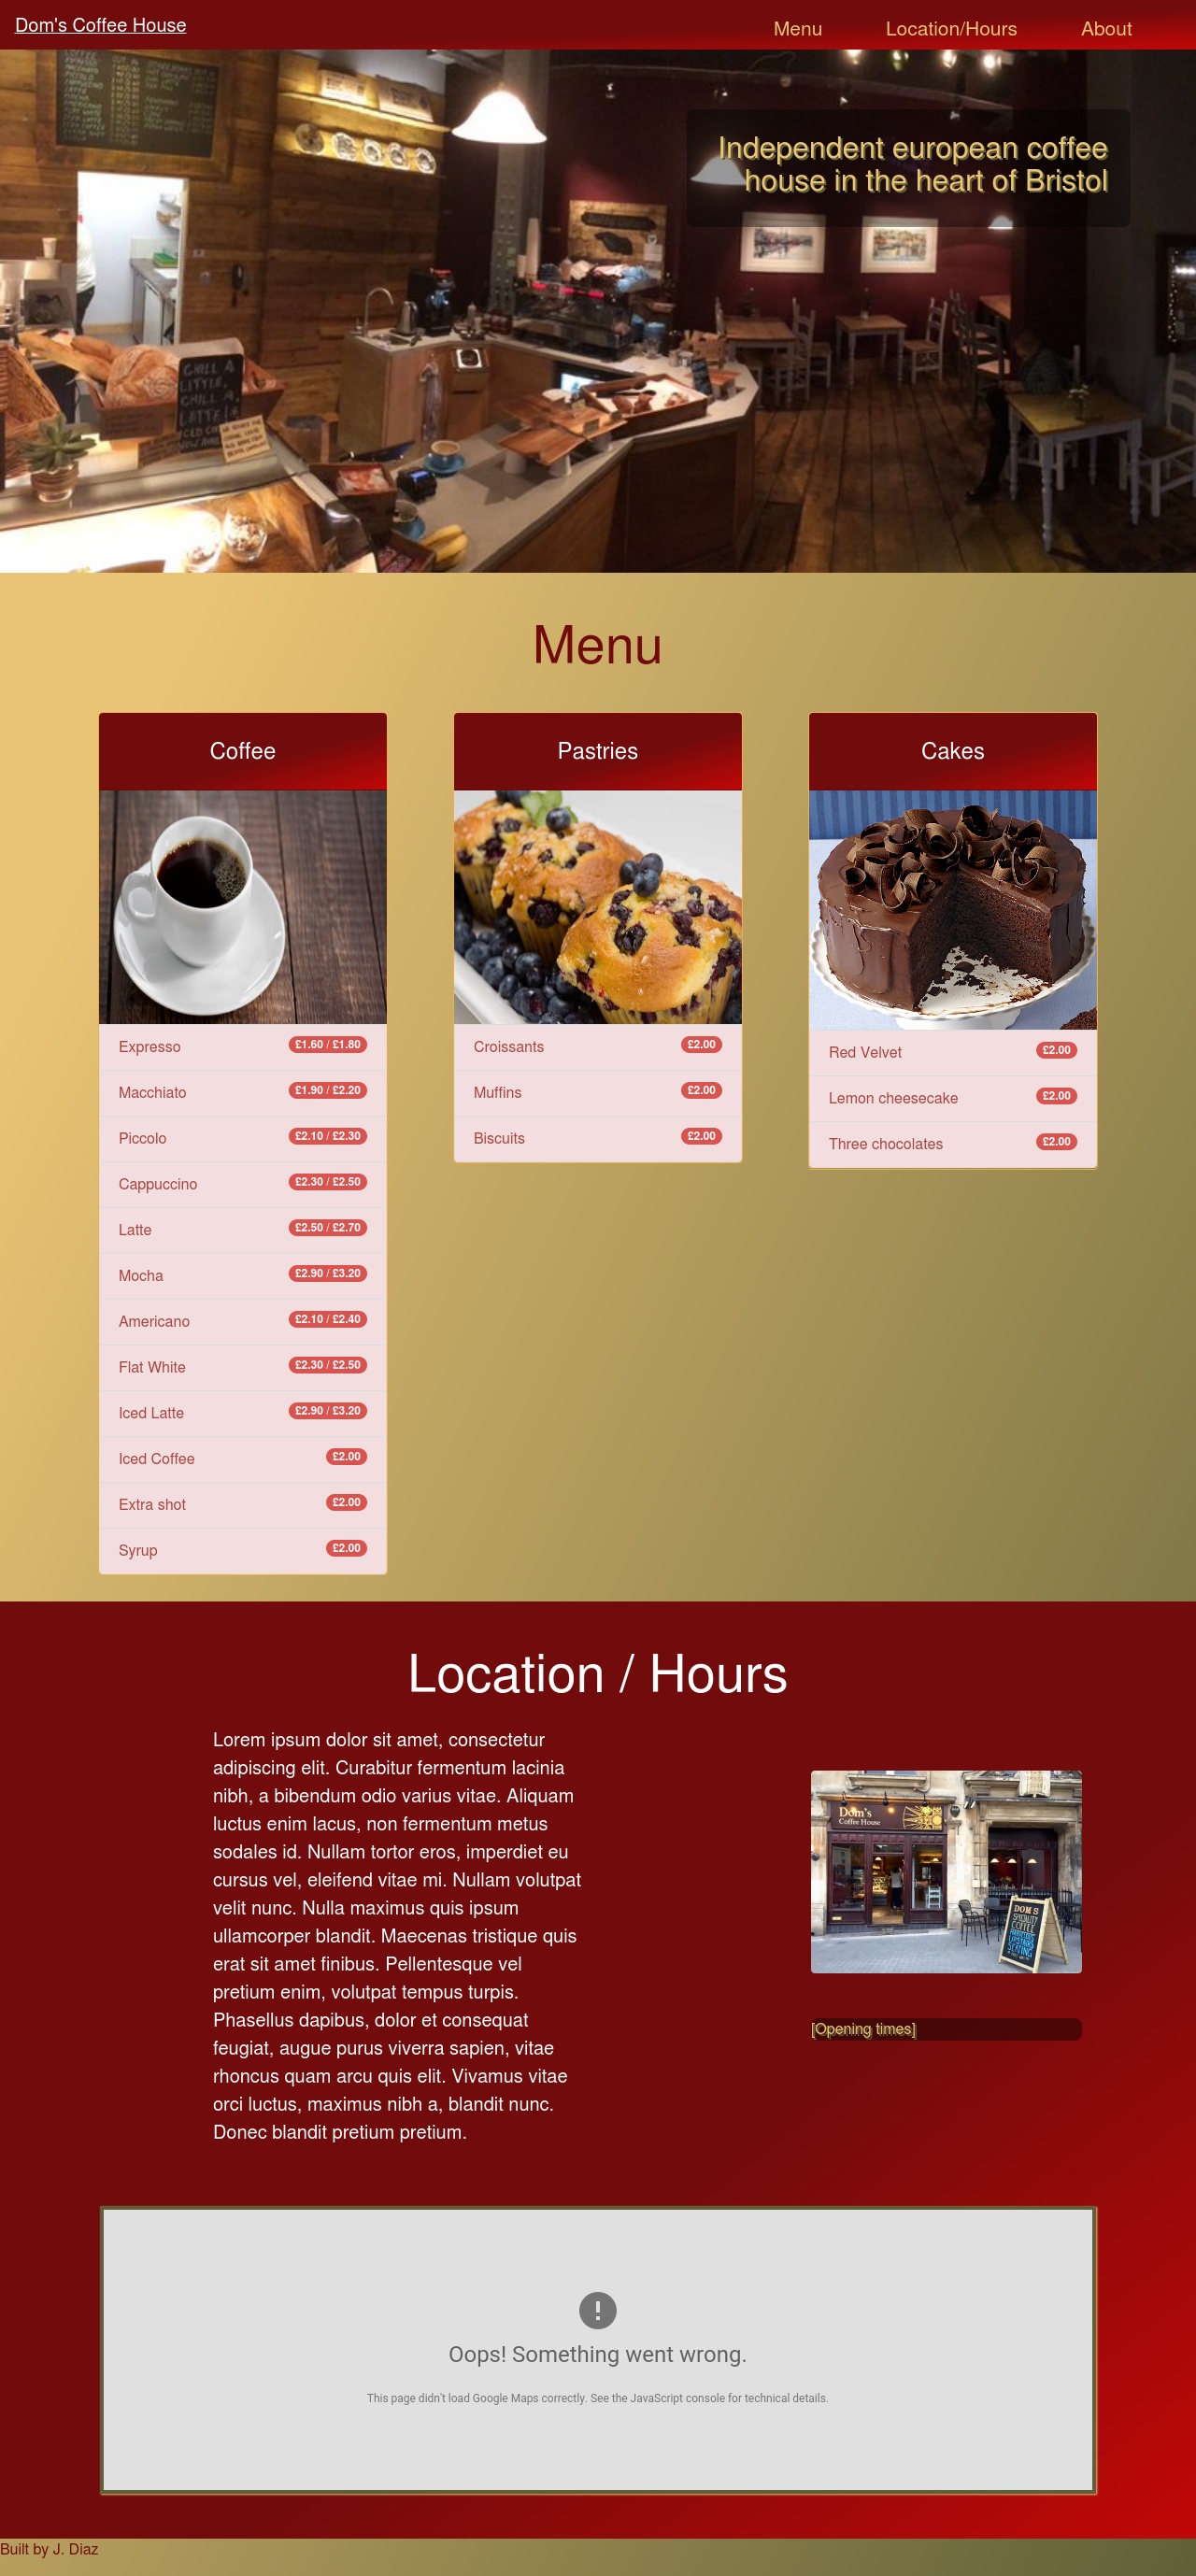 Dom's Coffee House
Menu
Location/Hours
About
Independent european coffee
house in the heart of Bristol
CHILL A
LITTLE,
CHILL A
LATTE!
ICED CO
Menu
Coffee
Expresso £1.60 / £1.80
Macchiato £1.90 / £2.20
Piccolo £2.10 / £2.30
Cappuccino £2.30 / £2.50
Latte £2.50 / £2.70
Mocha £2.90 / £3.20
Americano £2.10 / £2.40
Flat White £2.30 / £2.50
Iced Latte £2.90 / £3.20
Iced Coffee £2.00
Extra shot £2.00
Syrup £2.00
Pastries
Croissants £2.00
Muffins £2.00
Biscuits £2.00
Cakes
Red Velvet £2.00
Lemon cheesecake £2.00
Three chocolates £2.00
Location / Hours
Lorem ipsum dolor sit amet, consectetur
adipiscing elit. Curabitur fermentum lacinia
nibh, a bibendum odio varius vitae. Aliquam
luctus enim lacus, non fermentum metus
sodales id. Nullam tortor eros, imperdiet eu
cursus vel, eleifend vitae mi. Nullam volutpat
velit nunc. Nulla maximus quis ipsum
ullamcorper blandit. Maecenas tristique quis
erat sit amet finibus. Pellentesque vel
pretium enim, volutpat tempus turpis.
Phasellus dapibus, dolor et consequat
feugiat, augue purus viverra sapien, vitae
rhoncus quam arcu quis elit. Vivamus vitae
orci luctus, maximus nibh a, blandit nunc.
Donec blandit pretium pretium.
Dom's
Coffee House
DOM'S
SPECIALITY
COFFEE
UPSTAIRS
SEATING
[Opening times]
Oops! Something went wrong.
This page didn't load Google Maps correctly. See the JavaScript console for technical details.
Built by J. Diaz